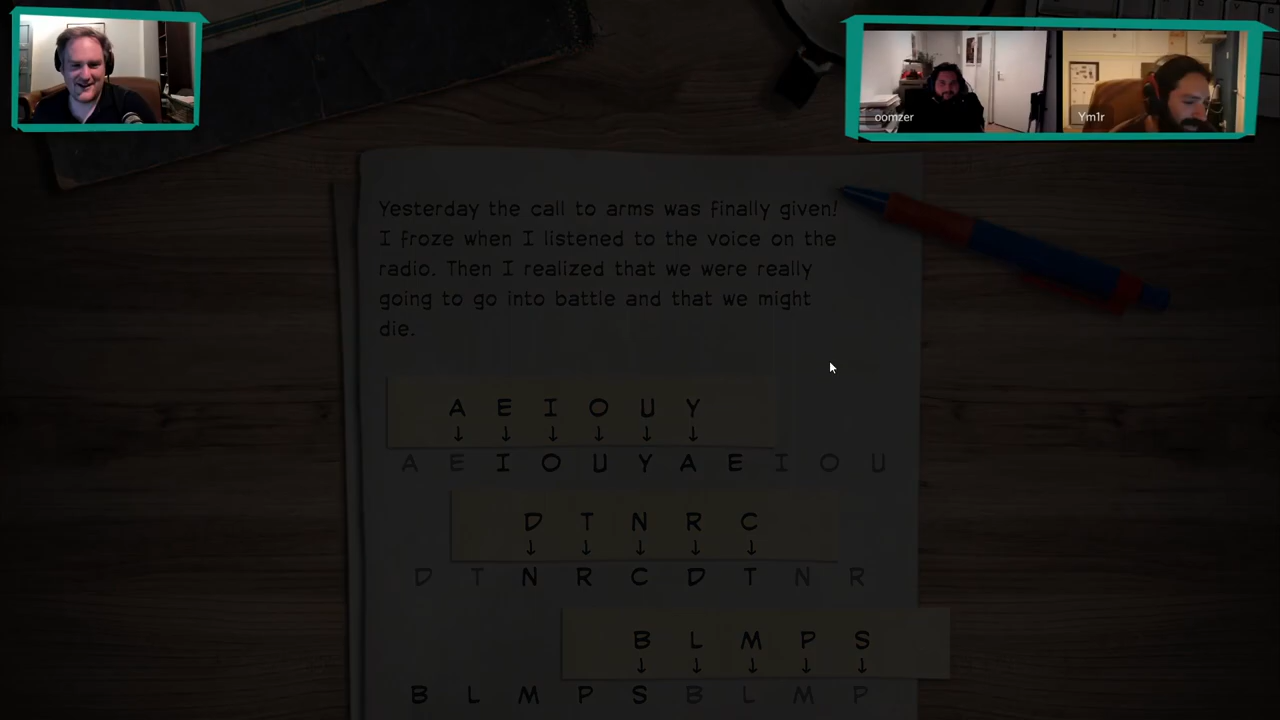 oomzer
Ym1r
Yesterday the call to arms was finally given!
I froze when I listened to the voice on the
radio. Then I realized that we were really
going to go into battle and that we might
die.
A E I O U Y
↓ ↓ ↓ ↓ ↓ ↓
A E I O U Y A E I O U
D T N R C
↓ ↓ ↓ ↓ ↓
D T N R C D T N R
B L M P S
↓ ↓ ↓ ↓ ↓
B L M P S B L M P